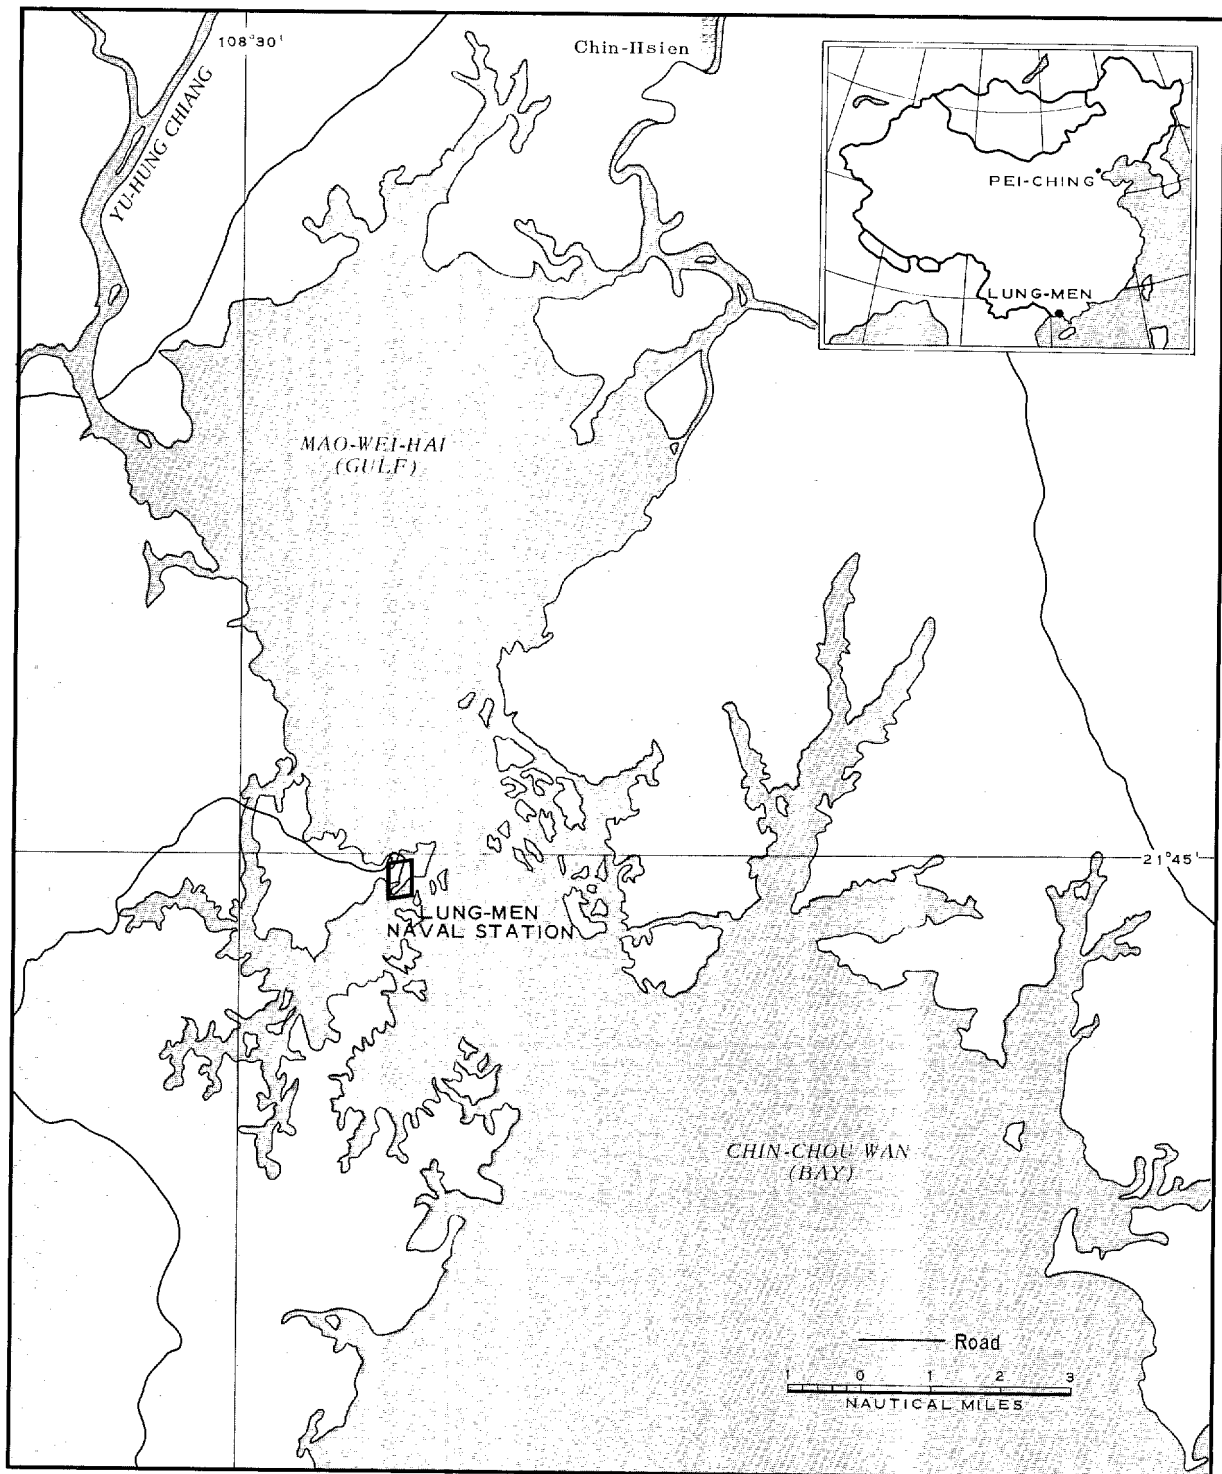 108°30'
Chin-Hsien
YU-HUNG CHIANG
PEI-CHING
LUNG-MEN
MAO-WEI-HAI
(GULF)
21°45'
LUNG-MEN
NAVAL STATION
CHIN-CHOU WAN
(BAY)
Road
1 0 1 2 3
NAUTICAL MILES